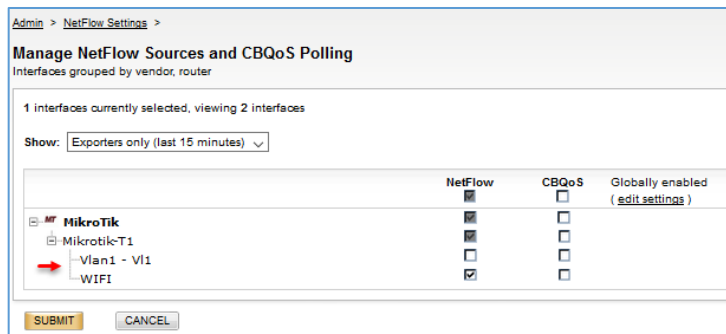 Admin > NetFlow Settings >
Manage NetFlow Sources and CBQoS Polling
Interfaces grouped by vendor, router
1 interfaces currently selected, viewing 2 interfaces
Show: Exporters only (last 15 minutes)
NetFlow CBQoS Globally enabled
( edit settings )
MT MikroTik
Mikrotik-T1
Vlan1 - Vl1
WIFI
SUBMIT CANCEL